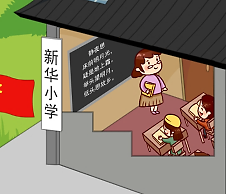 新华小学
静夜思
床前明月光，
疑是地上霜。
举头望明月，
低头思故乡。